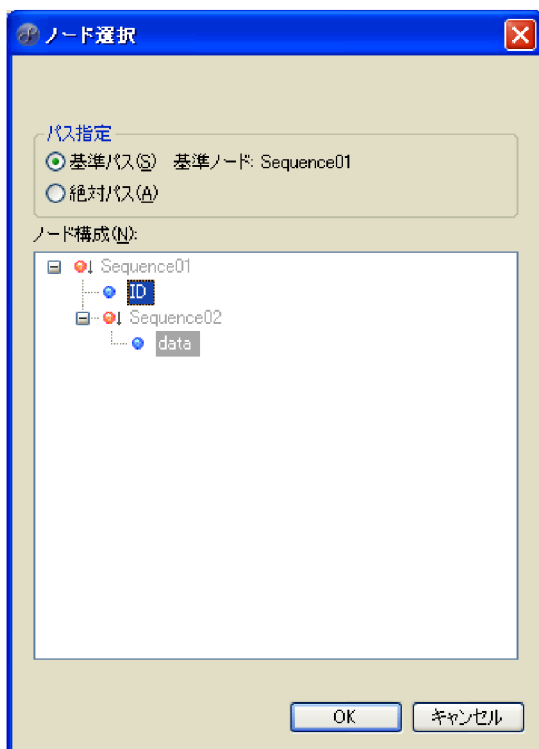 ノード選択
パス指定
基準パス(S) 基準ノード: Sequence01
絶対パス(A)
ノード構成(N):
Sequence01
ID
Sequence02
data
OK キャンセル